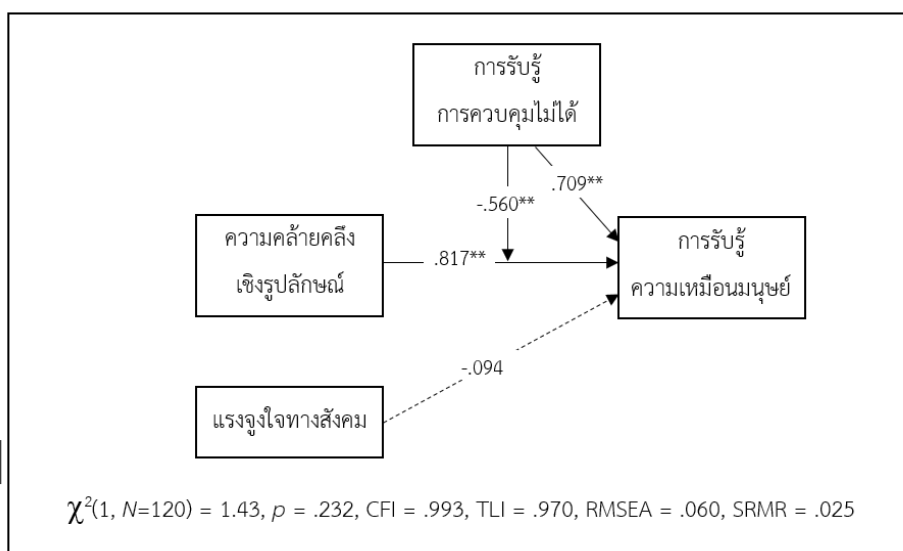 การรับรู้
การควบคุมไม่ได้
-.560**
.709**
ความคล้ายคลึง
เชิงรูปลักษณ์
.817**
การรับรู้
ความเหมือนมนุษย์
-.094
แรงจูงใจทางสังคม
χ²(1, N=120) = 1.43, p = .232, CFI = .993, TLI = .970, RMSEA = .060, SRMR = .025